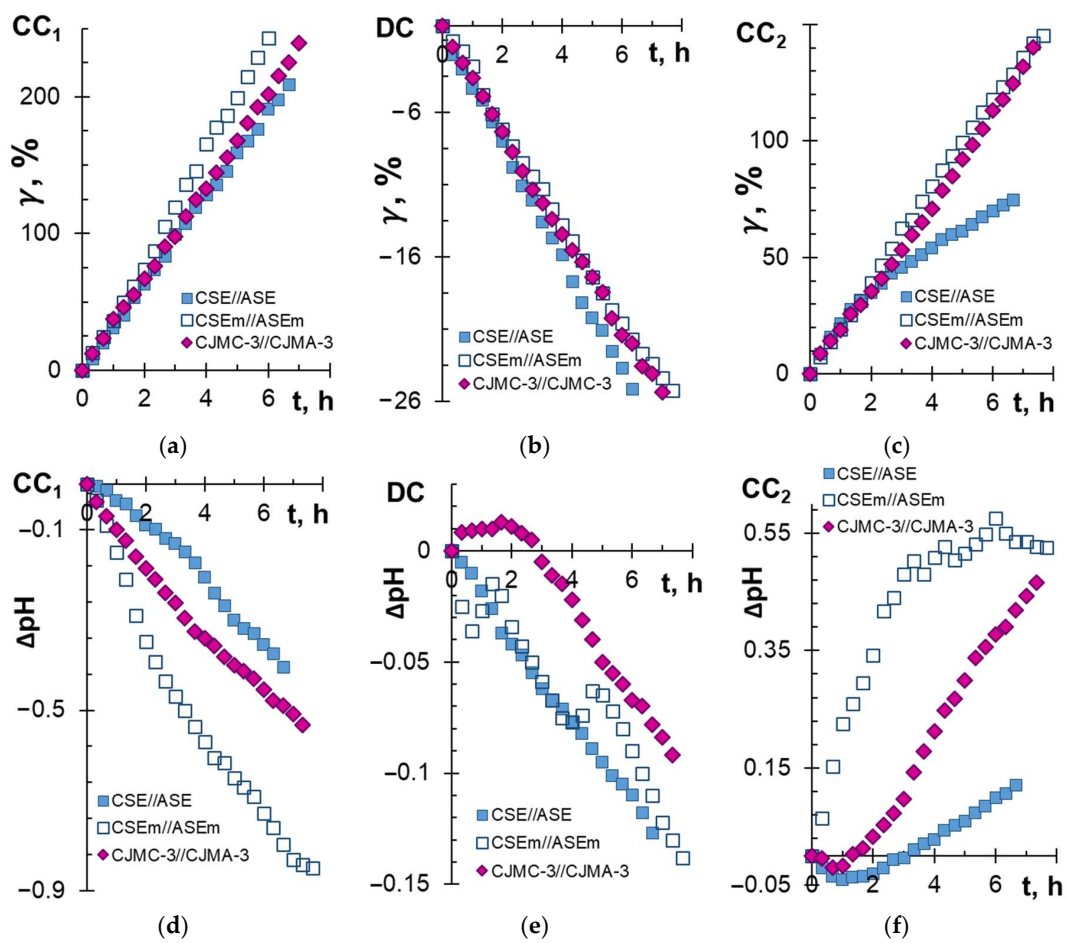 CC₁
γ, %
200
100
0
0 2 4 6
t, h
CSE//ASE
CSEm//ASEm
CJMC-3//CJMA-3
(a)
DC
γ, %
0 2 4 6
t, h
−6
−16
−26
CSE//ASE
CSEm//ASEm
CJMC-3//CJMC-3
(b)
CC₂
γ, %
100
50
0
0 2 4 6
t, h
CSE//ASE
CSEm//ASEm
CJMC-3//CJMA-3
(c)
CC₁
ΔpH
0 2 4 6
t, h
−0.1
−0.5
−0.9
CSE//ASE
CSEm//ASEm
CJMC-3//CJMA-3
(d)
DC
ΔpH
0
−0.05
−0.1
−0.15
0 2 4 6
t, h
CSE//ASE
CSEm//ASEm
CJMC-3//CJMA-3
(e)
CC₂
CSE//ASE
CSEm//ASEm
CJMC-3//CJMA-3
ΔpH
0.55
0.35
0.15
−0.05
0 2 4 6
t, h
(f)